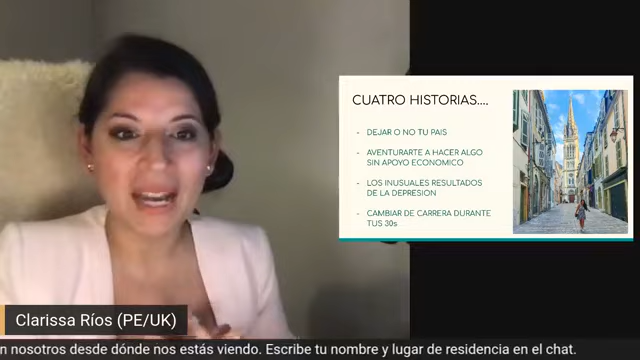 CUATRO HISTORIAS....
- DEJAR O NO TU PAIS
- AVENTURARTE A HACER ALGO
SIN APOYO ECONOMICO
- LOS INUSUALES RESULTADOS
DE LA DEPRESION
- CAMBIAR DE CARRERA DURANTE
TUS 30s
Clarissa Ríos (PE/UK)
n nosotros desde dónde nos estás viendo. Escribe tu nombre y lugar de residencia en el chat.